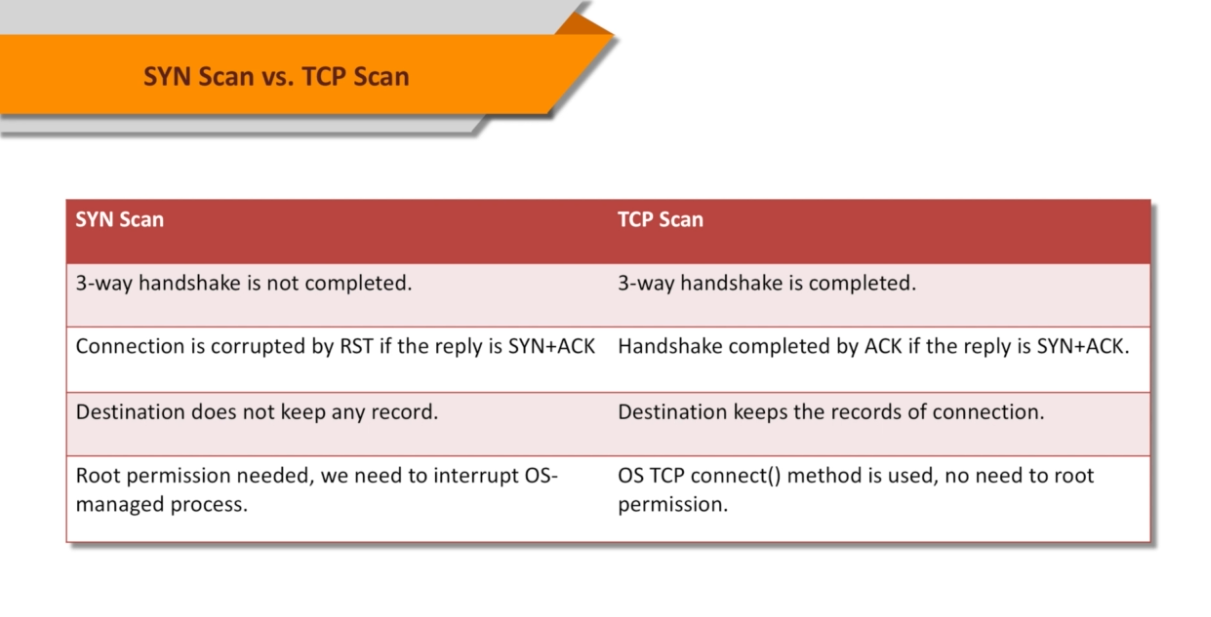 SYN Scan vs. TCP Scan
SYN Scan
TCP Scan
3-way handshake is not completed.
3-way handshake is completed.
Connection is corrupted by RST if the reply is SYN+ACK
Handshake completed by ACK if the reply is SYN+ACK.
Destination does not keep any record.
Destination keeps the records of connection.
Root permission needed, we need to interrupt OS-
managed process.
OS TCP connect() method is used, no need to root
permission.